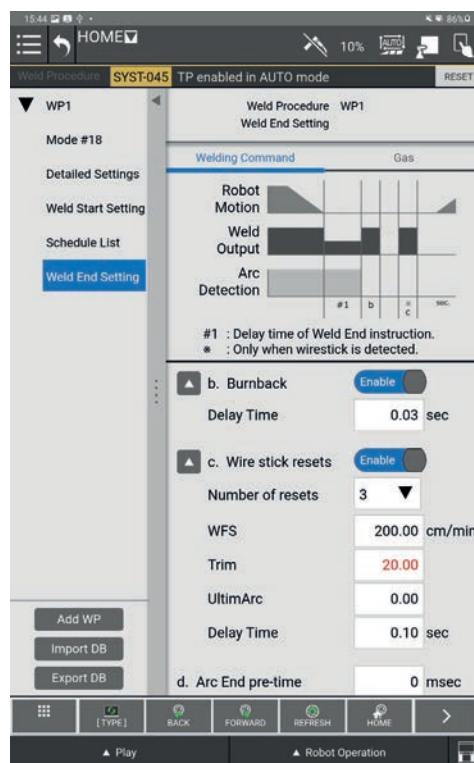 15:44
86%
HOME
10%
AUTO
Weld Procedure SYST-045 TP enabled in AUTO mode RESET
WP1
Mode #18
Detailed Settings
Weld Start Setting
Schedule List
Weld End Setting
Add WP
Import DB
Export DB
Weld Procedure WP1
Weld End Setting
Welding Command Gas
Robot
Motion
Weld
Output
Arc
Detection
#1 b ※ sec.
c
#1 : Delay time of Weld End instruction.
※ : Only when wirestick is detected.
b. Burnback Enable
Delay Time 0.03 sec
c. Wire stick resets Enable
Number of resets 3
WFS 200.00 cm/min
Trim 20.00
UltimArc 0.00
Delay Time 0.10 sec
d. Arc End pre-time 0 msec
[TYPE] BACK FORWARD REFRESH HOME
Play Robot Operation